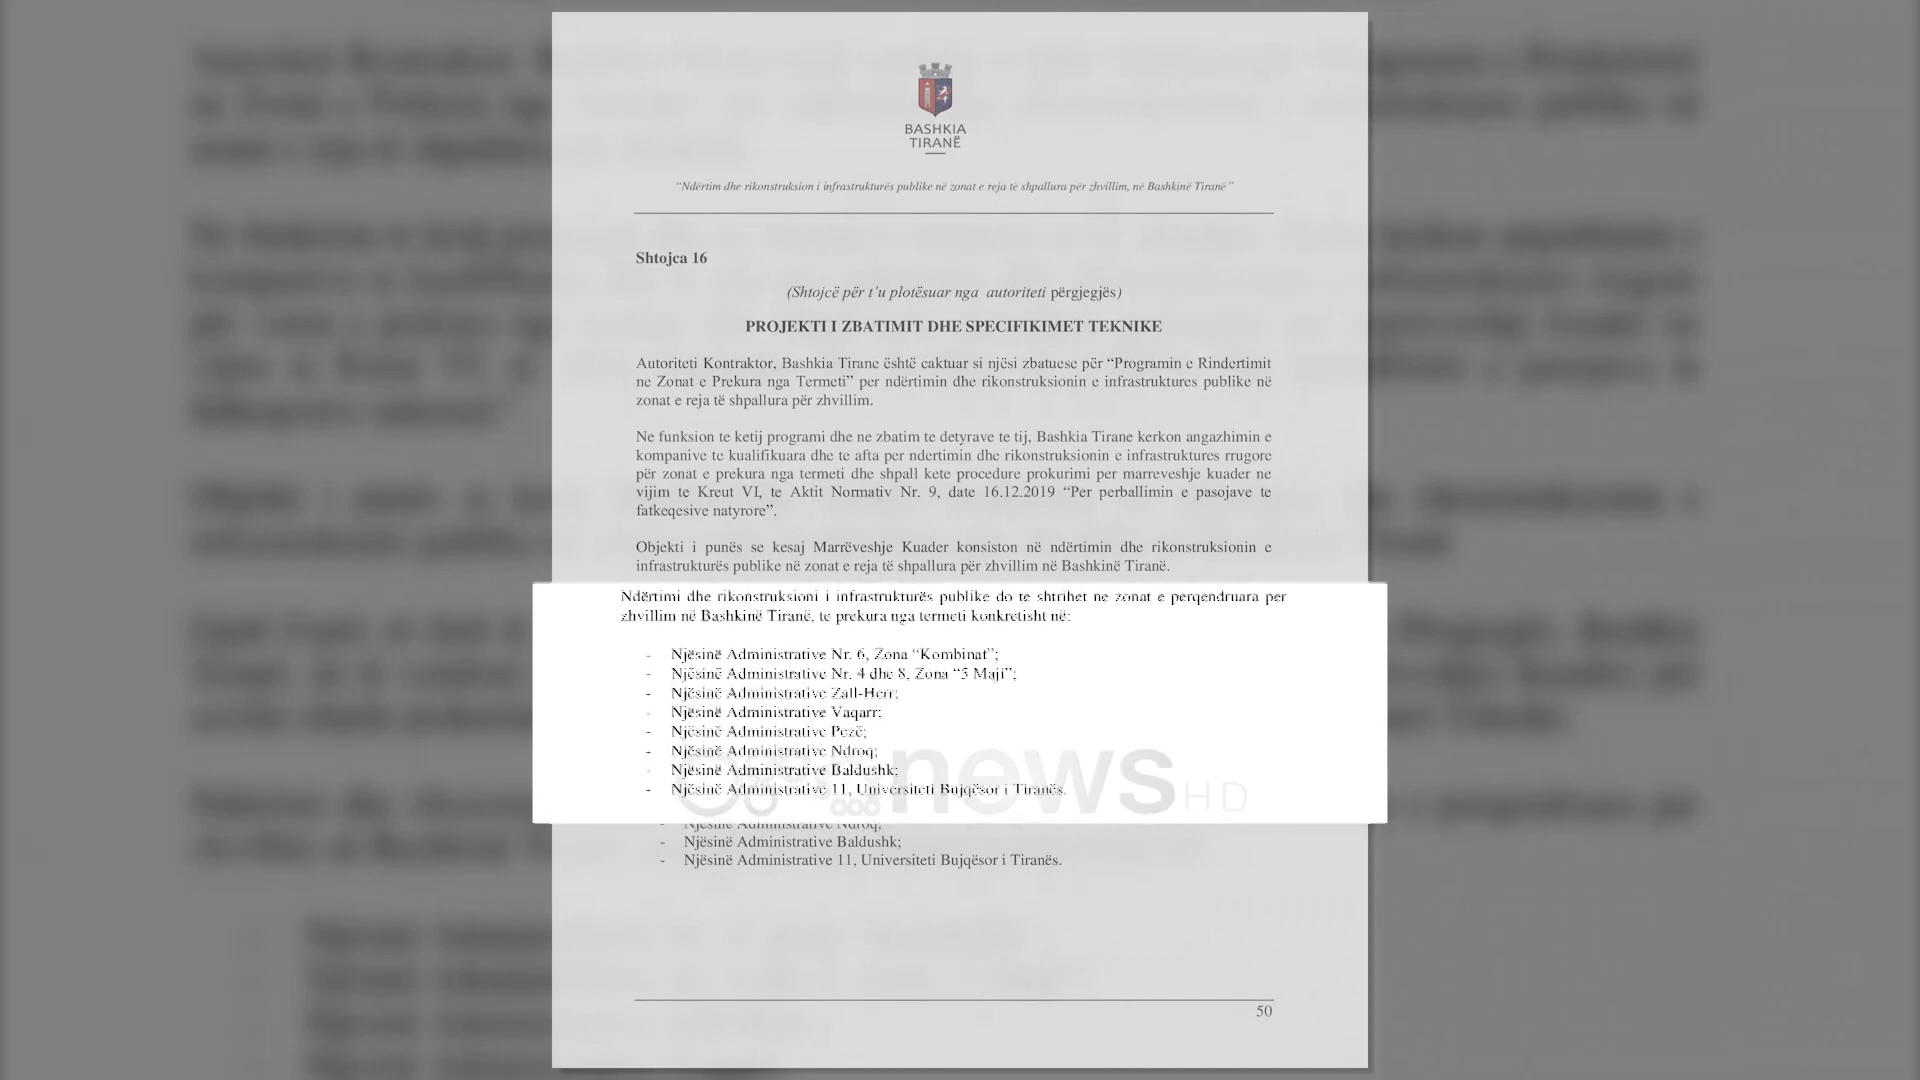 BASHKIA
TIRANË
“Ndërtim dhe rikonstruksion i infrastrukturës publike në zonat e reja të shpallura për zhvillim, në Bashkinë Tiranë”
Shtojca 16
(Shtojcë për t’u plotësuar nga autoriteti përgjegjës)
PROJEKTI I ZBATIMIT DHE SPECIFIKIMET TEKNIKE
Autoriteti Kontraktor, Bashkia Tirane është caktuar si njësi zbatuese për “Programin e Rindertimit
ne Zonat e Prekura nga Termeti” per ndërtimin dhe rikonstruksionin e infrastruktures publike në
zonat e reja të shpallura për zhvillim.
Ne funksion te ketij programi dhe ne zbatim te detyrave te tij, Bashkia Tirane kerkon angazhimin e
kompanive te kualifikuara dhe te afta per ndertimin dhe rikonstruksionin e infrastruktures rrugore
për zonat e prekura nga termeti dhe shpall kete procedure prokurimi per marreveshje kuader ne
vijim te Kreut VI, te Aktit Normativ Nr. 9, date 16.12.2019 “Per perballimin e pasojave te
fatkeqesive natyrore”.
Objekti i punës se kesaj Marrëveshje Kuader konsiston në ndërtimin dhe rikonstruksionin e
infrastrukturës publike në zonat e reja të shpallura për zhvillim në Bashkinë Tiranë.
Ndërtimi dhe rikonstruksioni i infrastrukturës publike do te shtrihet ne zonat e perqendruara per
zhvillim në Bashkinë Tiranë, te prekura nga termeti konkretisht në:
- Njësinë Administrative Nr. 6, Zona “Kombinat”;
- Njësinë Administrative Nr. 4 dhe 8, Zona “5 Maji”;
- Njësinë Administrative Zall-Herr;
- Njësinë Administrative Vaqarr;
- Njësinë Administrative Pezë;
- Njësinë Administrative Ndroq;
- Njësinë Administrative Baldushk;
- Njësinë Administrative 11, Universiteti Bujqësor i Tiranës.
news HD
- Njësinë Administrative Ndroq;
- Njësinë Administrative Baldushk;
- Njësinë Administrative 11, Universiteti Bujqësor i Tiranës.
50